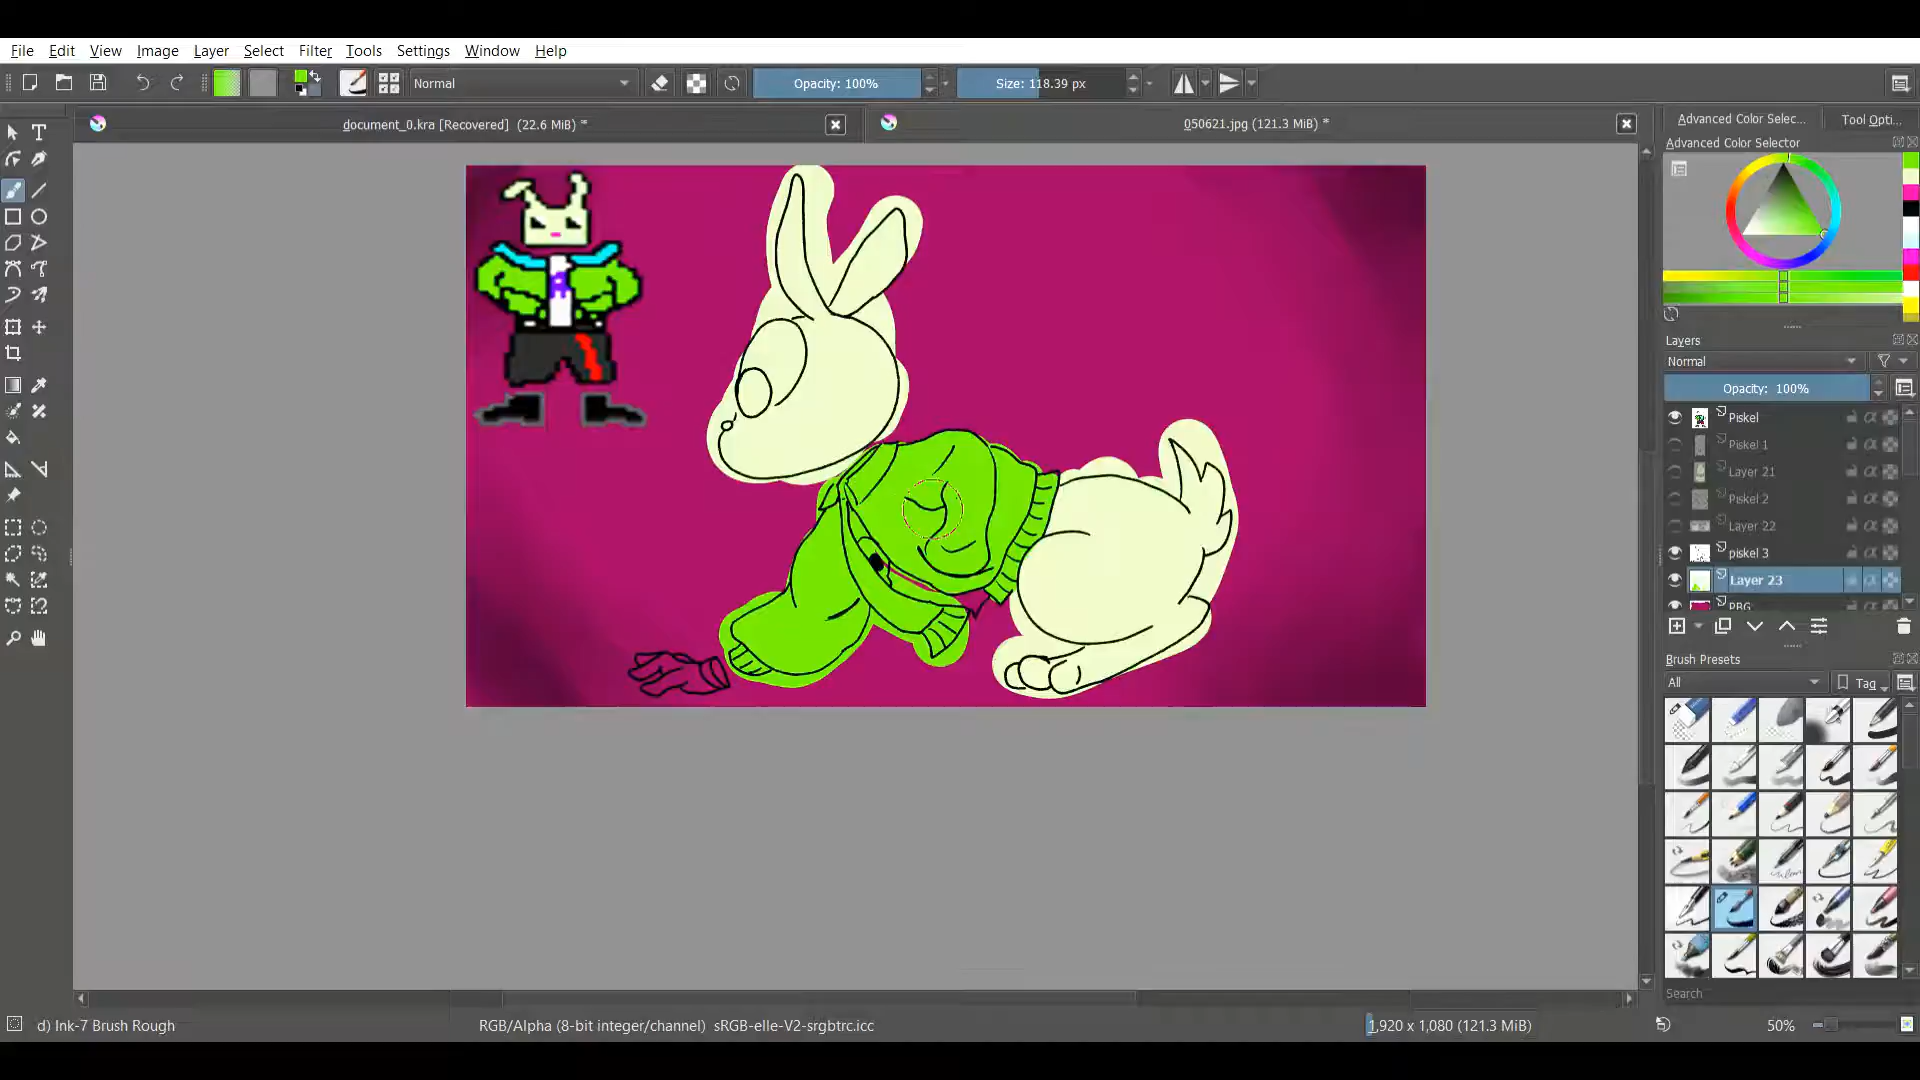 File Edit View Image Layer Select Filter Tools Settings Window Help
Normal Opacity: 100% Size: 118.39 px
document_0.kra [Recovered] (22.6 MiB) *
050621.jpg (121.3 MiB) *
Advanced Color Selec...
Tool Opti...
Advanced Color Selector
Layers
Normal
Opacity: 100%
Piskel
Piskel 1
Layer 21
Piskel 2
Layer 22
piskel 3
Layer 23
PBG
Brush Presets
All
Tag
Search
d) Ink-7 Brush Rough
RGB/Alpha (8-bit integer/channel) sRGB-elle-V2-srgbtrc.icc
1,920 x 1,080 (121.3 MiB)
50%